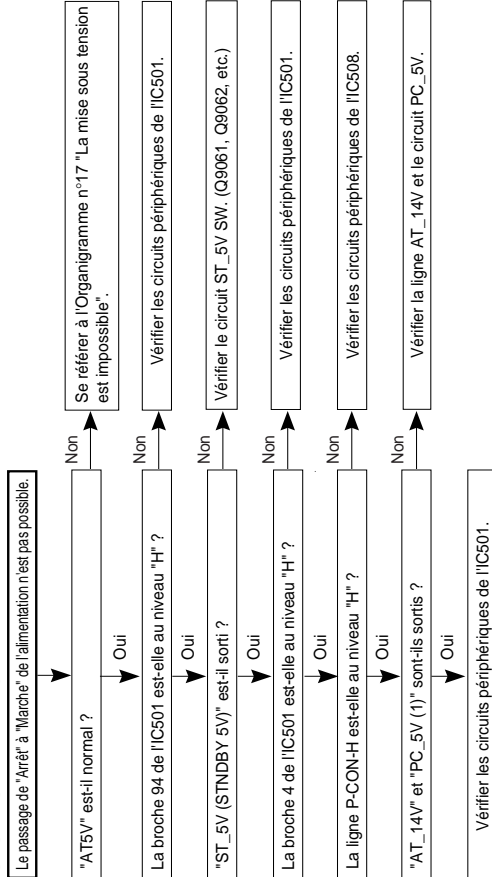 Le passage de "Arrêt" à "Marche" de l'alimentation n'est pas possible.
"AT5V" est-il normal ?
Non
Se référer à l'Organigramme n°17 "La mise sous tension
est impossible".
Oui
La broche 94 de l'IC501 est-elle au niveau "H" ?
Non
Vérifier les circuits périphériques de l'IC501.
Oui
"ST_5V (STNDBY 5V)" est-il sorti ?
Non
Vérifier le circuit ST_5V SW. (Q9061, Q9062, etc.)
Oui
La broche 4 de l'IC501 est-elle au niveau "H" ?
Non
Vérifier les circuits périphériques de l'IC501.
Oui
La ligne P-CON-H est-elle au niveau "H" ?
Non
Vérifier les circuits périphériques de l'IC508.
Oui
"AT_14V" et "PC_5V (1)" sont-ils sortis ?
Non
Vérifier la ligne AT_14V et le circuit PC_5V.
Oui
Vérifier les circuits périphériques de l'IC501.